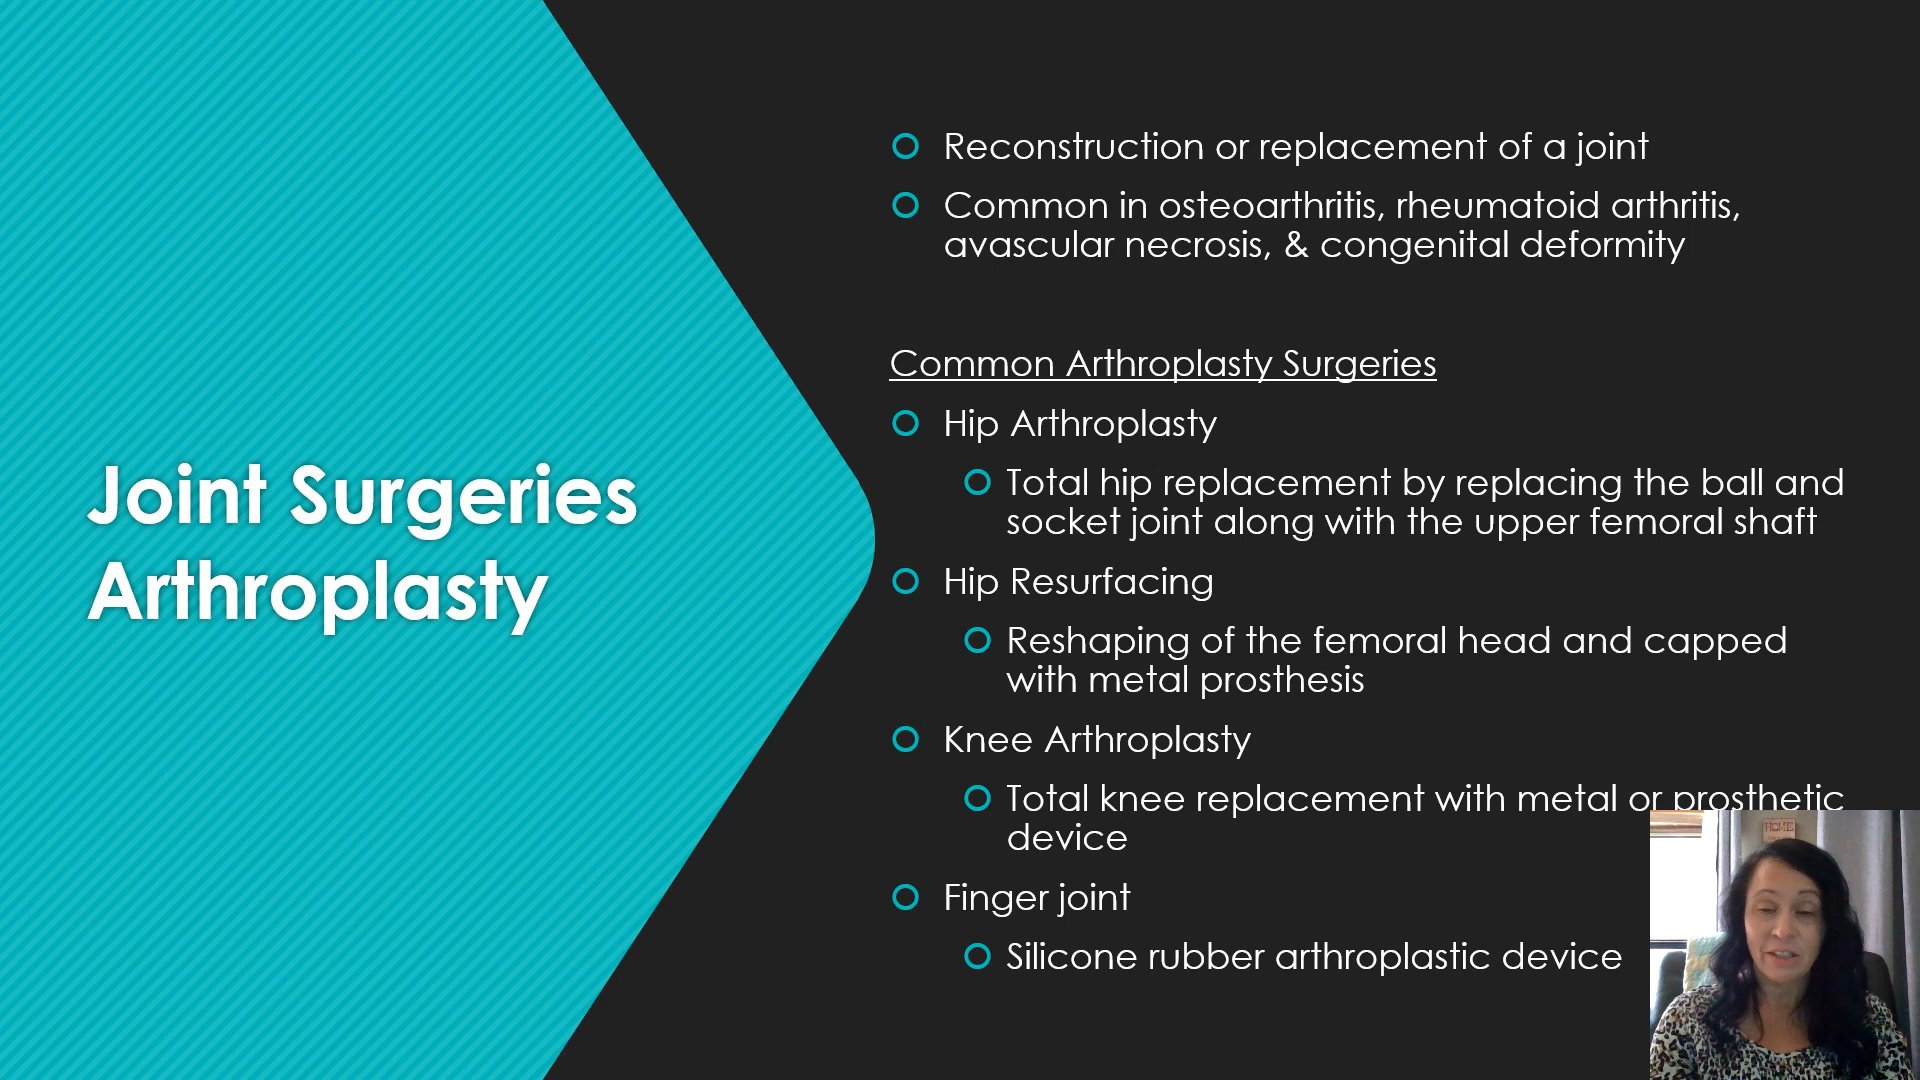 Joint Surgeries
Arthroplasty
Reconstruction or replacement of a joint
Common in osteoarthritis, rheumatoid arthritis,
avascular necrosis, & congenital deformity
Common Arthroplasty Surgeries
Hip Arthroplasty
Total hip replacement by replacing the ball and
socket joint along with the upper femoral shaft
Hip Resurfacing
Reshaping of the femoral head and capped
with metal prosthesis
Knee Arthroplasty
Total knee replacement with metal or prosthetic
device
Finger joint
Silicone rubber arthroplastic device
HOME